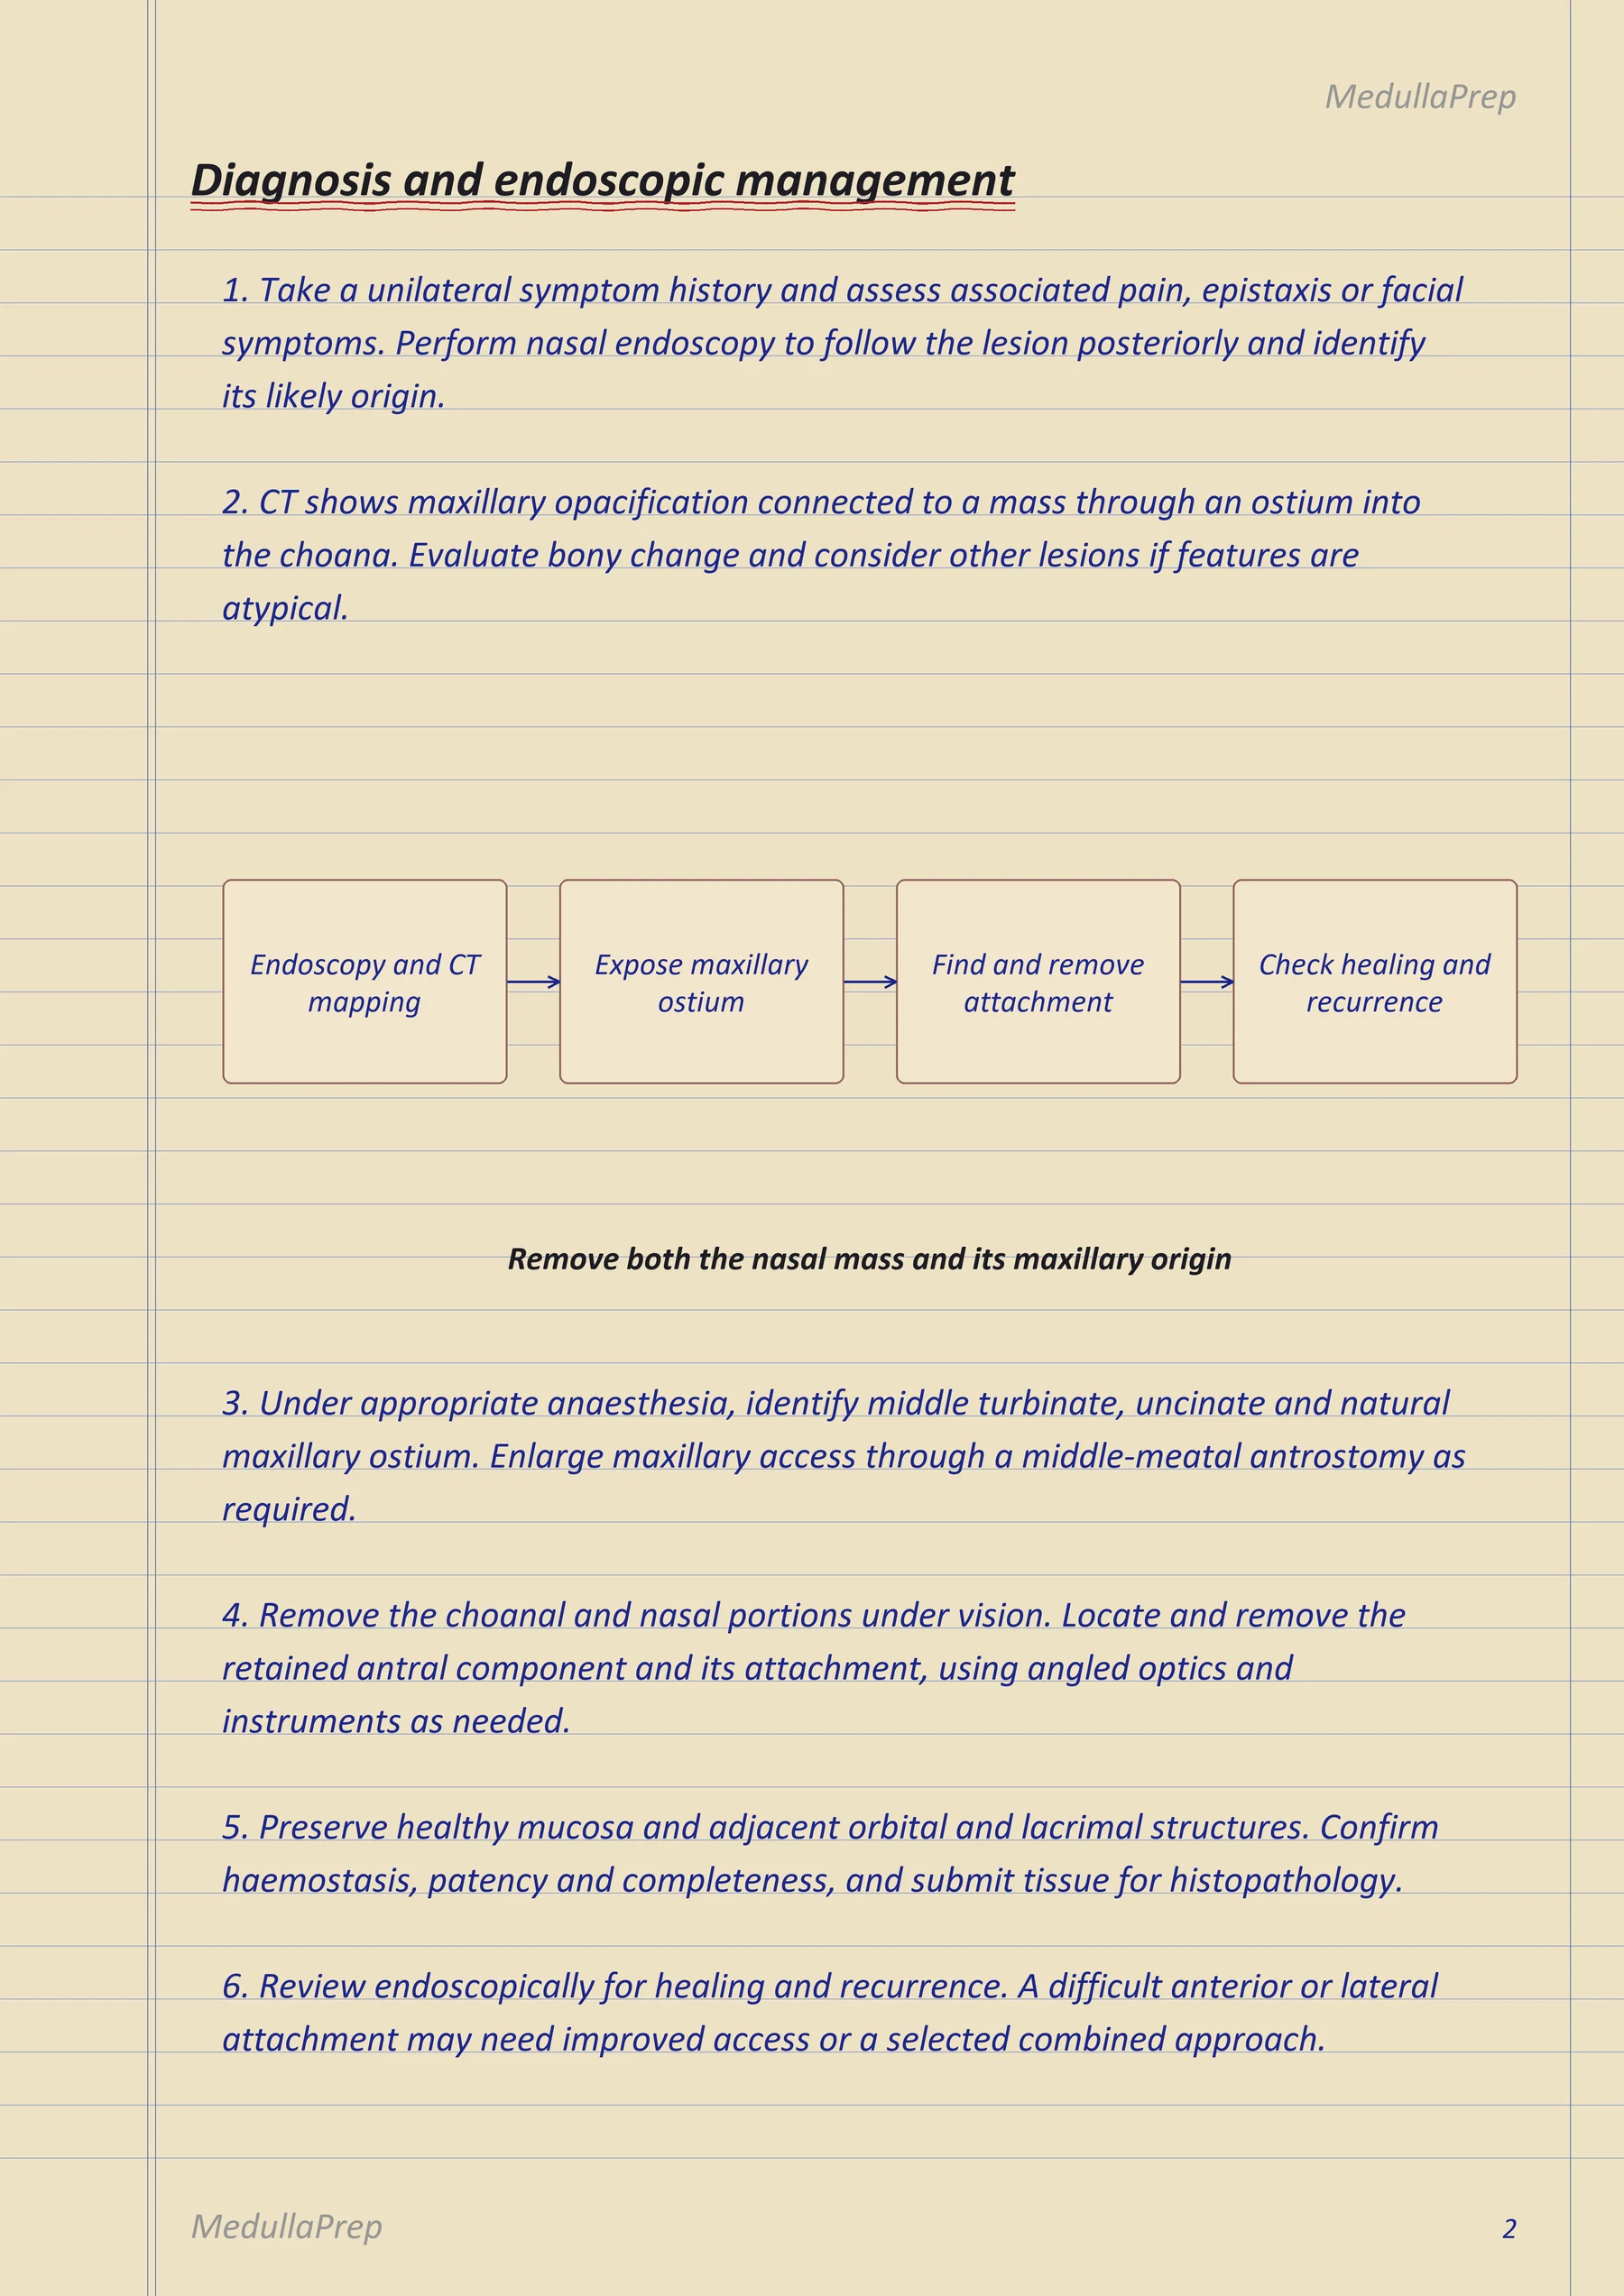 MedullaPrep
Diagnosis and endoscopic management
1. Take a unilateral symptom history and assess associated pain, epistaxis or facial
symptoms. Perform nasal endoscopy to follow the lesion posteriorly and identify
its likely origin.
2. CT shows maxillary opacification connected to a mass through an ostium into
the choana. Evaluate bony change and consider other lesions if features are
atypical.
Endoscopy and CT
mapping
Expose maxillary
ostium
Find and remove
attachment
Check healing and
recurrence
Remove both the nasal mass and its maxillary origin
3. Under appropriate anaesthesia, identify middle turbinate, uncinate and natural
maxillary ostium. Enlarge maxillary access through a middle-meatal antrostomy as
required.
4. Remove the choanal and nasal portions under vision. Locate and remove the
retained antral component and its attachment, using angled optics and
instruments as needed.
5. Preserve healthy mucosa and adjacent orbital and lacrimal structures. Confirm
haemostasis, patency and completeness, and submit tissue for histopathology.
6. Review endoscopically for healing and recurrence. A difficult anterior or lateral
attachment may need improved access or a selected combined approach.
MedullaPrep
2